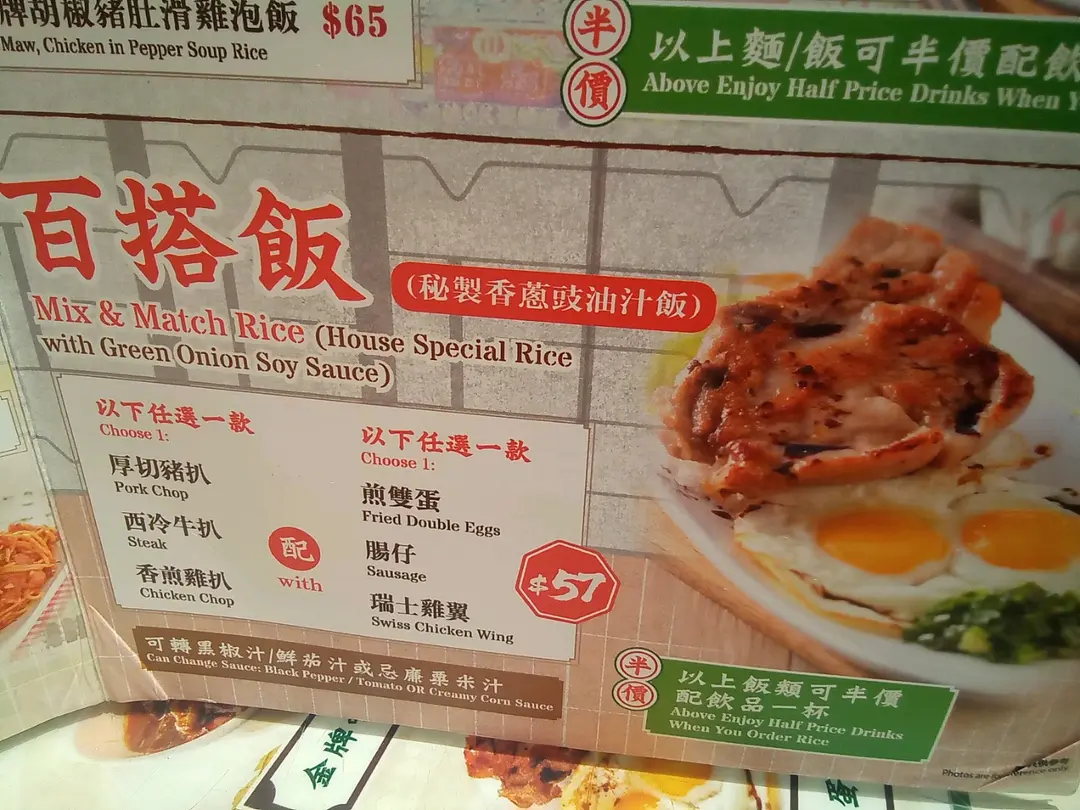 牌胡椒豬肚滑雞泡飯 $65
Maw, Chicken in Pepper Soup Rice
半價
以上麵/飯可半價配飲
Above Enjoy Half Price Drinks When Y
百搭飯
(秘製香蔥豉油汁飯)
Mix & Match Rice (House Special Rice
with Green Onion Soy Sauce)
以下任選一款
Choose 1:
厚切豬扒
Pork Chop
西冷牛扒
Steak
香煎雞扒
Chicken Chop
配
with
以下任選一款
Choose 1:
煎雙蛋
Fried Double Eggs
腸仔
Sausage
瑞士雞翼
Swiss Chicken Wing
$57
可轉黑椒汁/鮮茄汁或忌廉粟米汁
Can Change Sauce: Black Pepper / Tomato OR Creamy Corn Sauce
半價
以上飯類可半價
配飲品一杯
Above Enjoy Half Price Drinks
When You Order Rice
Photos are for reference only
金牌